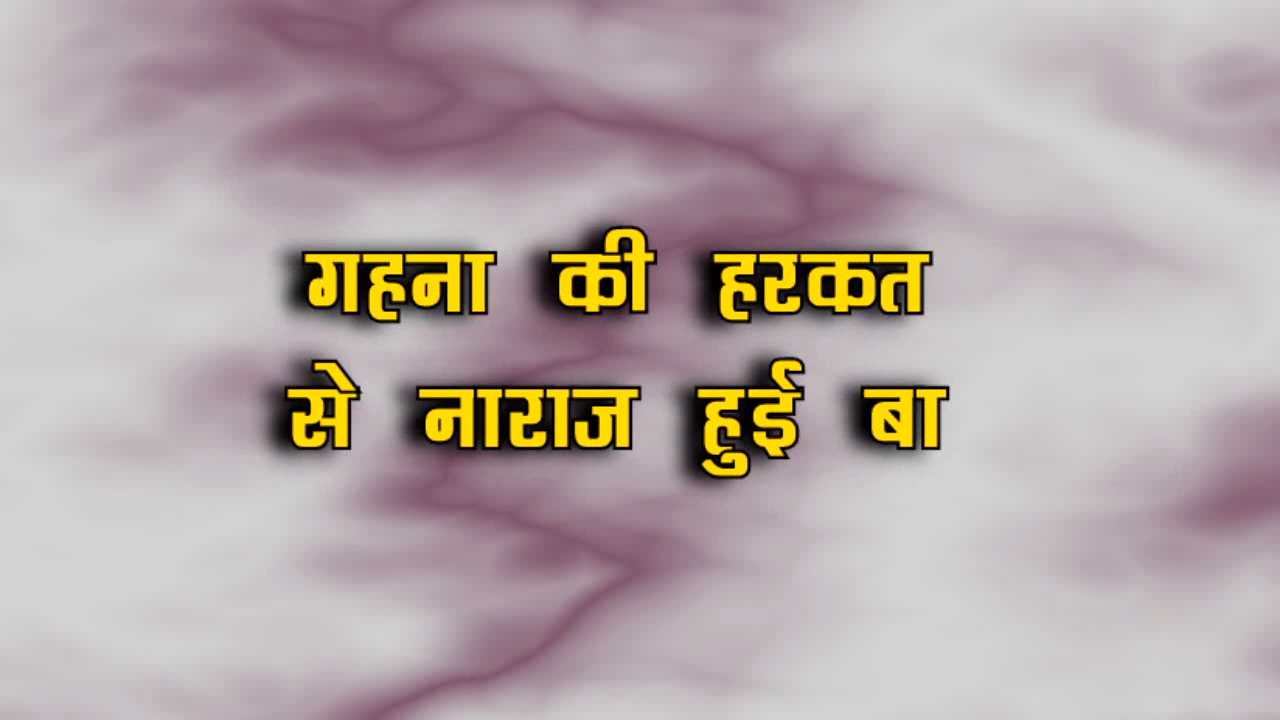 गहना की हरकत
से नाराज हुई बा